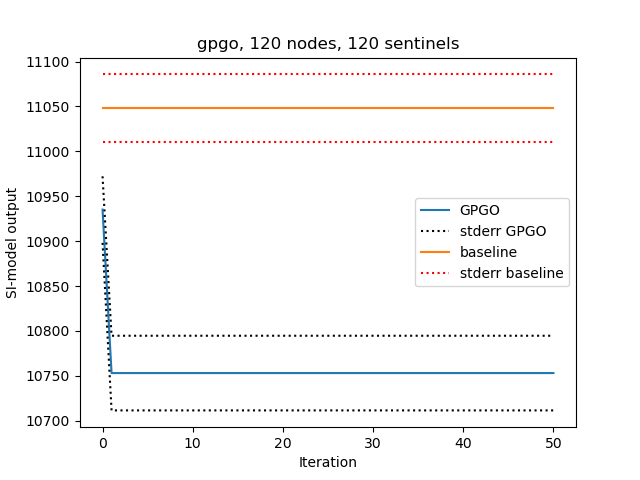 gpgo, 120 nodes, 120 sentinels
11100
11050
11000
10950
10900
10850
10800
10750
10700
SI-model output
GPGO
stderr GPGO
baseline
stderr baseline
0 10 20 30 40 50
Iteration